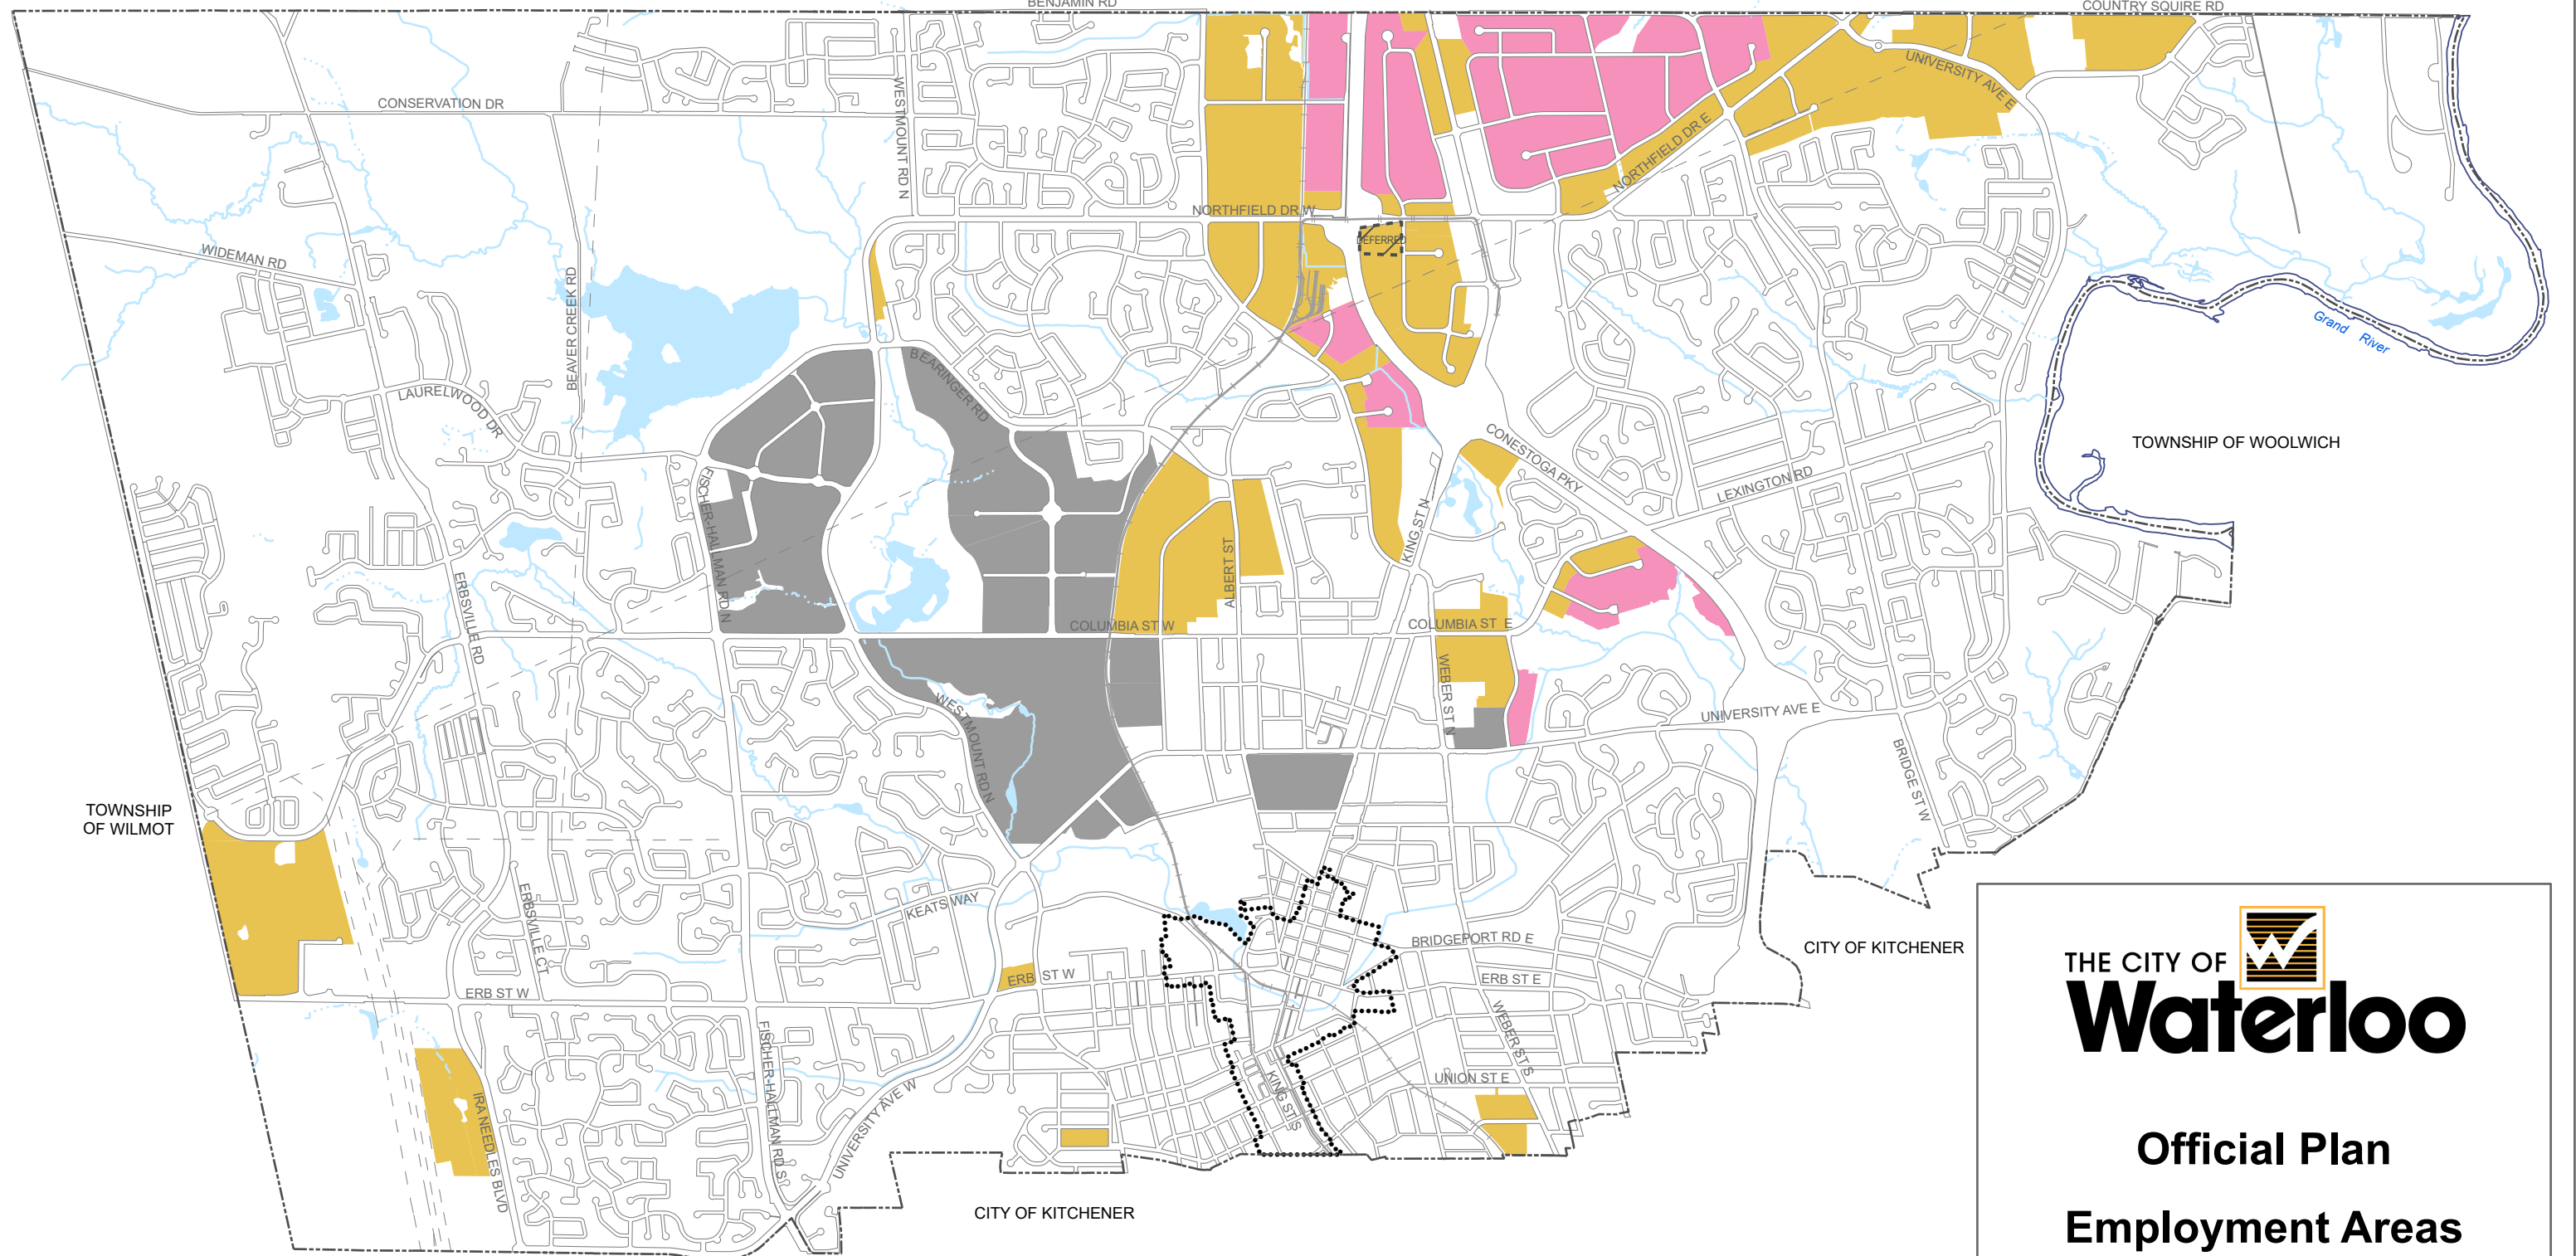 BENJAMIN RD
COUNTRY SQUIRE RD
CONSERVATION DR
WESTMOUNT RD N
UNIVERSITY AVE E
NORTHFIELD DR E
NORTHFIELD DR W
DEFERRED
WIDEMAN RD
BEAVER CREEK RD
Grand River
BEARINGER RD
LAURELWOOD DR
CONESTOGA PKY
TOWNSHIP OF WOOLWICH
LEXINGTON RD
FISCHER-HALLMAN RD N
KING ST N
ALBERT ST
ERBSVILLE RD
COLUMBIA ST W
COLUMBIA ST E
WEBER ST N
WESTMOUNT RD N
UNIVERSITY AVE E
BRIDGE ST W
TOWNSHIP
OF WILMOT
ERBSVILLE CT
KEATS WAY
BRIDGEPORT RD E
CITY OF KITCHENER
ERB ST W
ERB ST W
ERB ST E
WEBER ST S
FISCHER-HALLMAN RD S
UNION ST E
KING ST S
IRA NEEDLES BLVD
UNIVERSITY AVE W
CITY OF KITCHENER
THE CITY OF
Waterloo
Official Plan
Employment Areas